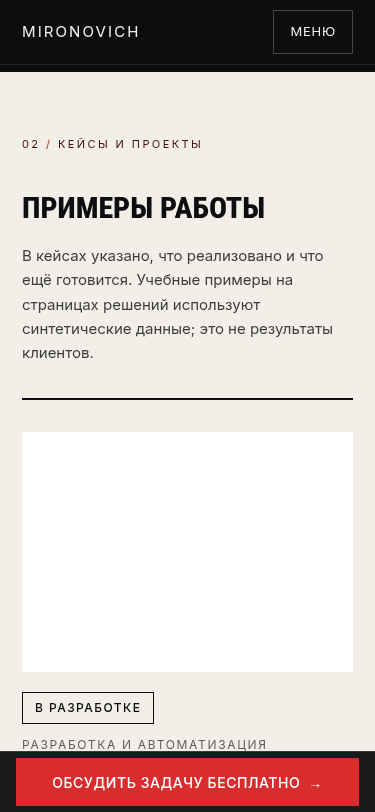 MIRONOVICH
МЕНЮ
02 / КЕЙСЫ И ПРОЕКТЫ
ПРИМЕРЫ РАБОТЫ
В кейсах указано, что реализовано и что
ещё готовится. Учебные примеры на
страницах решений используют
синтетические данные; это не результаты
клиентов.
В РАЗРАБОТКЕ
РАЗРАБОТКА И АВТОМАТИЗАЦИЯ
ОБСУДИТЬ ЗАДАЧУ БЕСПЛАТНО →